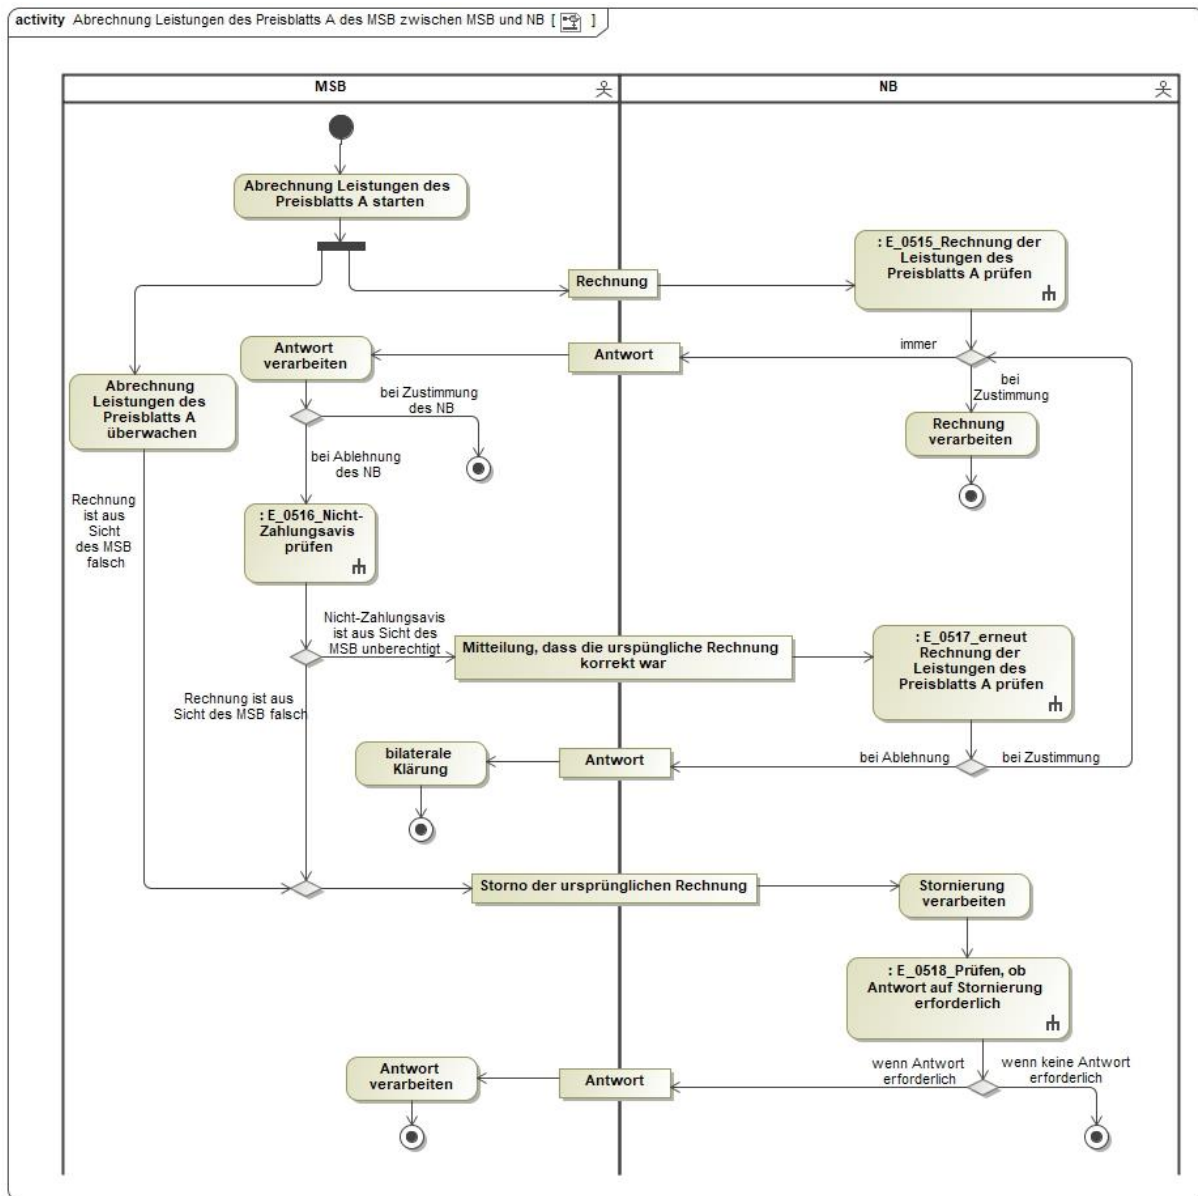 activity Abrechnung Leistungen des Preisblatts A des MSB zwischen MSB und NB [ ]
MSB
NB
Abrechnung Leistungen des
Preisblatts A starten
: E_0515_Rechnung der
Leistungen des
Preisblatts A prüfen
Rechnung
immer
Antwort
verarbeiten
Antwort
bei
Zustimmung
Abrechnung
Leistungen des
Preisblatts A
überwachen
bei Zustimmung
des NB
Rechnung
verarbeiten
bei Ablehnung
des NB
Rechnung
ist aus
Sicht
des MSB
falsch
: E_0516_Nicht-
Zahlungsavis
prüfen
Nicht-Zahlungsavis
ist aus Sicht des
MSB unberechtigt
Mitteilung, dass die urspüngliche Rechnung
korrekt war
: E_0517_erneut
Rechnung der
Leistungen des
Preisblatts A prüfen
Rechnung ist aus
Sicht des MSB falsch
bilaterale
Klärung
Antwort
bei Ablehnung
bei Zustimmung
Storno der ursprünglichen Rechnung
Stornierung
verarbeiten
: E_0518_Prüfen, ob
Antwort auf Stornierung
erforderlich
wenn Antwort
erforderlich
wenn keine Antwort
erforderlich
Antwort
verarbeiten
Antwort